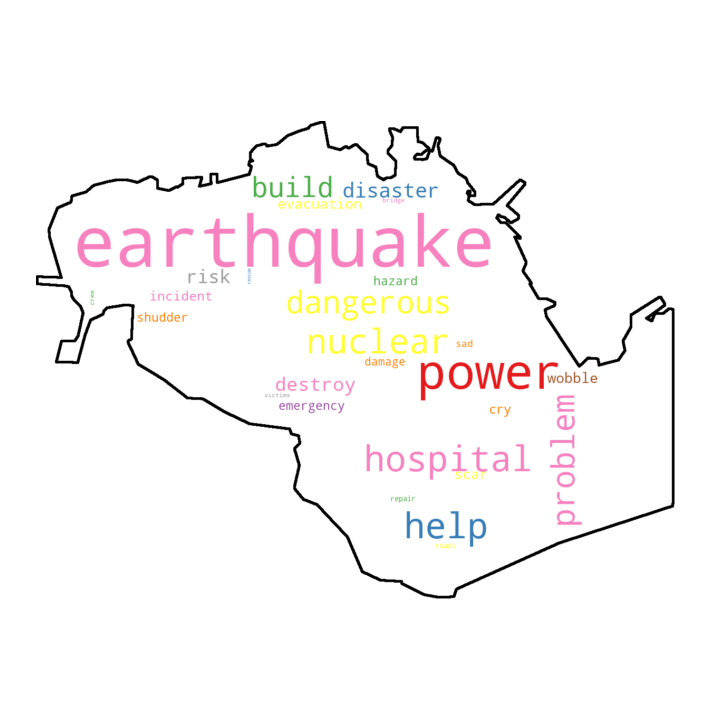 build
disaster
evacuation
bridge
earthquake
risk
hazard
incident
dangerous
crew
shudder
nuclear
sad
damage
power
wobble
destroy
victims
emergency
cry
problem
hospital
scar
repair
help